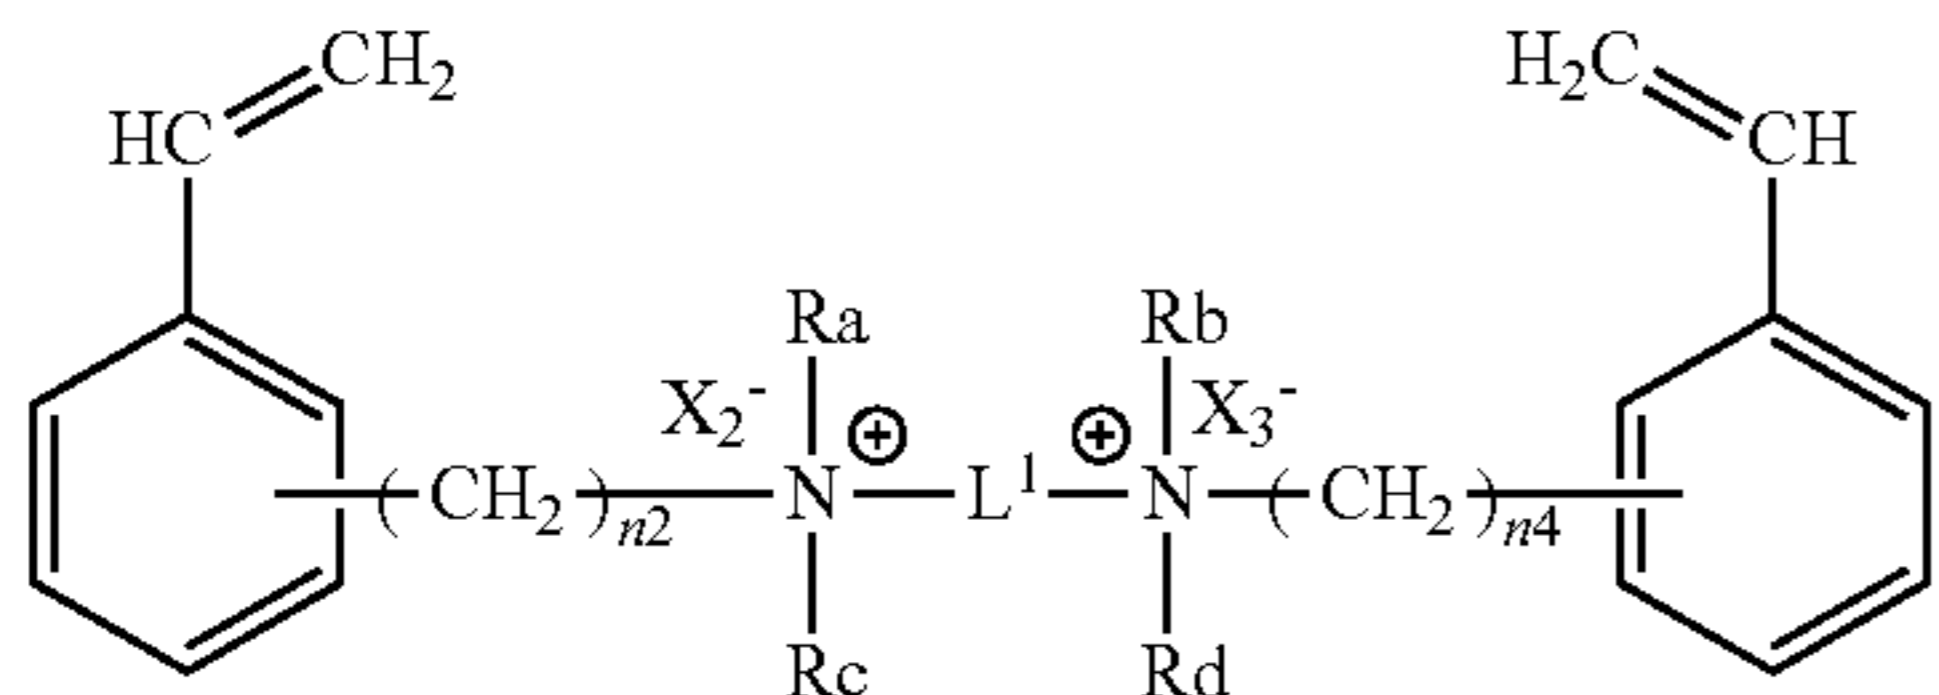 CH₂ H₂C
HC CH
Ra Rb
X₂⁻ ⊕ ⊕ X₃⁻
(CH₂)n2 N L¹ N (CH₂)n4
Rc Rd